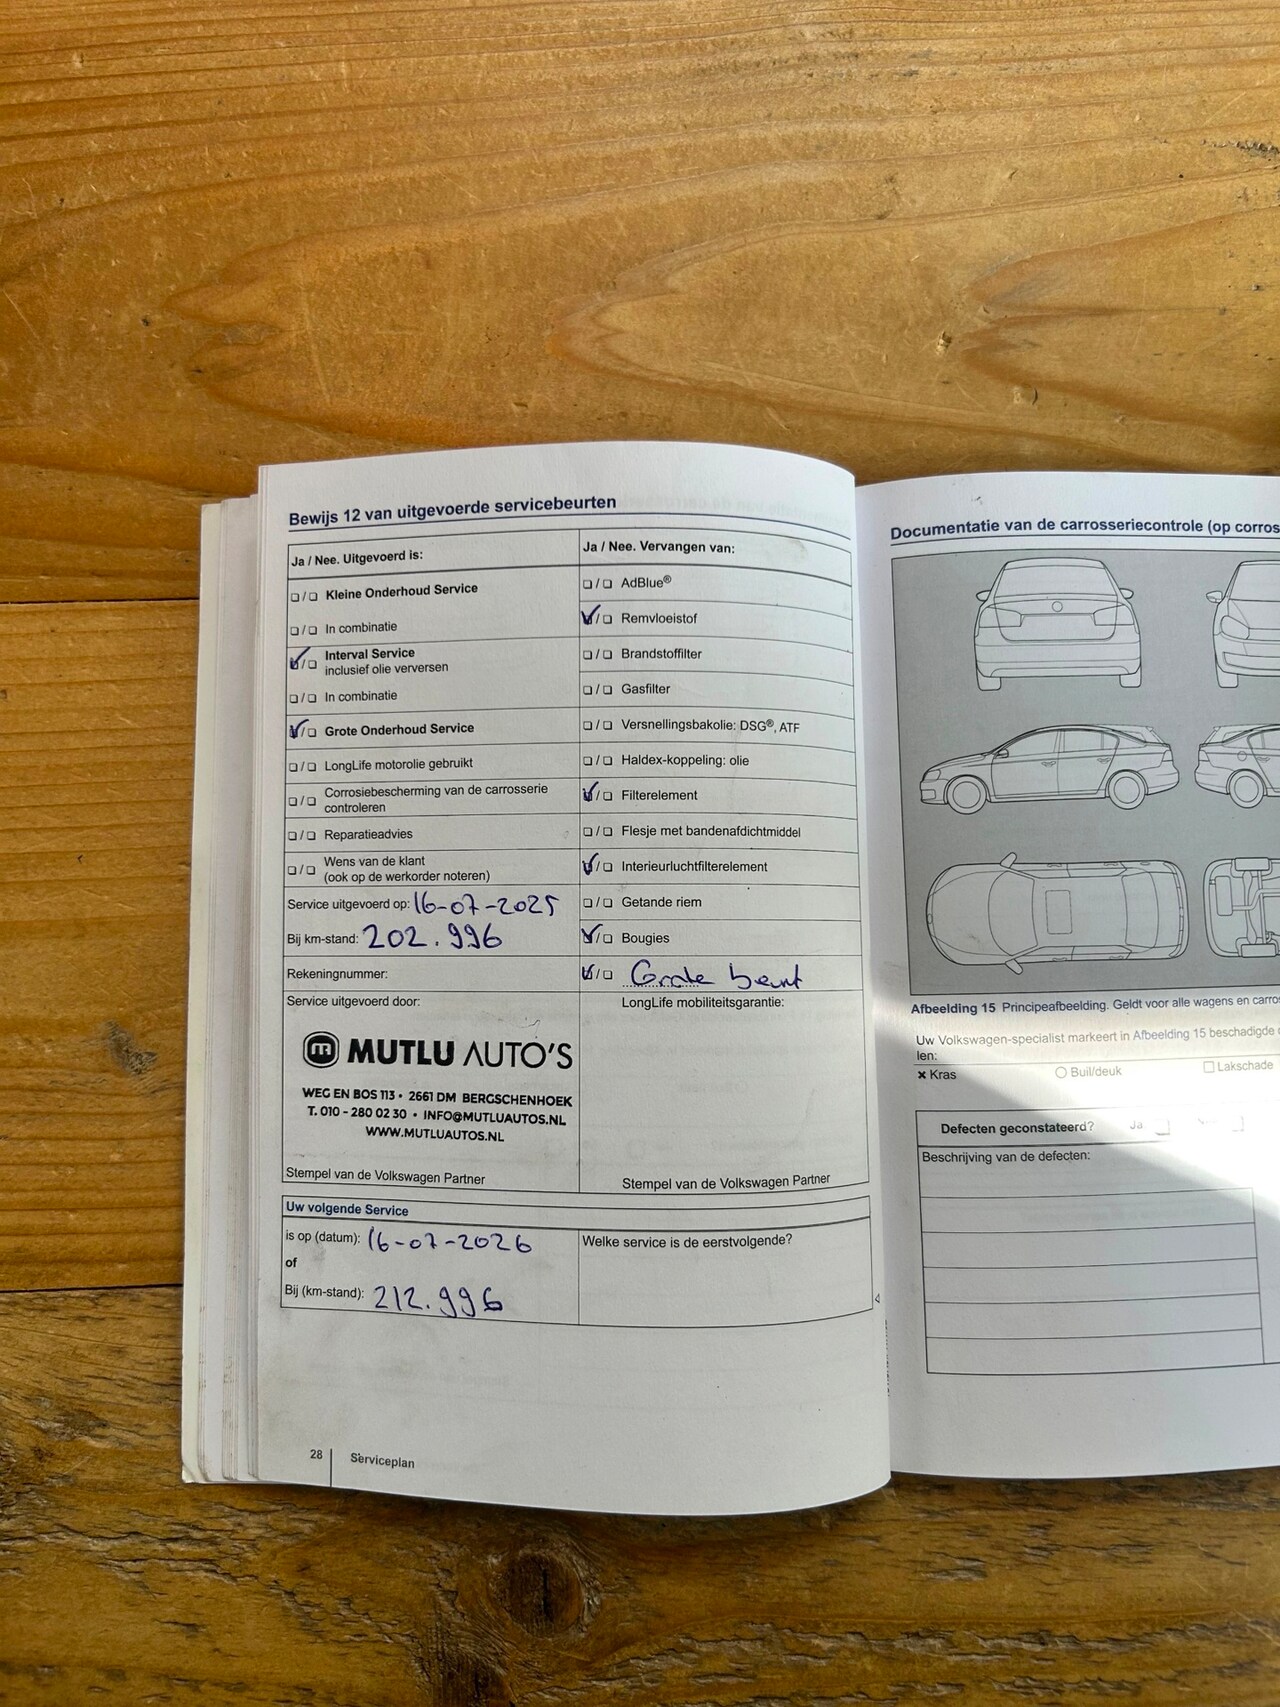 Bewijs 12 van uitgevoerde servicebeurten
Ja / Nee. Uitgevoerd is:
❑ / ❑ Kleine Onderhoud Service
❑ / ❑ In combinatie
✓ / ❑ Interval Service
inclusief olie verversen
❑ / ❑ In combinatie
✓ / ❑ Grote Onderhoud Service
❑ / ❑ LongLife motorolie gebruikt
❑ / ❑ Corrosiebescherming van de carrosserie
controleren
❑ / ❑ Reparatieadvies
❑ / ❑ Wens van de klant
(ook op de werkorder noteren)
Service uitgevoerd op: 16-07-2025
Bij km-stand: 202.996
Rekeningnummer:
Service uitgevoerd door:
MUTLU AUTO'S
WEG EN BOS 113 • 2661 DM BERGSCHENHOEK
T. 010 - 280 02 30 • INFO@MUTLUAUTOS.NL
WWW.MUTLUAUTOS.NL
Stempel van de Volkswagen Partner
Ja / Nee. Vervangen van:
❑ / ❑ AdBlue®
✓ / ❑ Remvloeistof
❑ / ❑ Brandstoffilter
❑ / ❑ Gasfilter
❑ / ❑ Versnellingsbakolie: DSG®, ATF
❑ / ❑ Haldex-koppeling: olie
✓ / ❑ Filterelement
❑ / ❑ Flesje met bandenafdichtmiddel
✓ / ❑ Interieurluchtfilterelement
❑ / ❑ Getande riem
✓ / ❑ Bougies
✓ / ❑ Grote beurt
LongLife mobiliteitsgarantie:
Stempel van de Volkswagen Partner
Uw volgende Service
is op (datum): 16-07-2026
of
Bij (km-stand): 212.996
Welke service is de eerstvolgende?
28 Serviceplan
Documentatie van de carrosseriecontrole (op corros
Afbeelding 15 Principeafbeelding. Geldt voor alle wagens en carro
Uw Volkswagen-specialist markeert in Afbeelding 15 beschadigde
len:
× Kras ○ Buil/deuk ☐ Lakschade
Defecten geconstateerd? Ja
Beschrijving van de defecten: